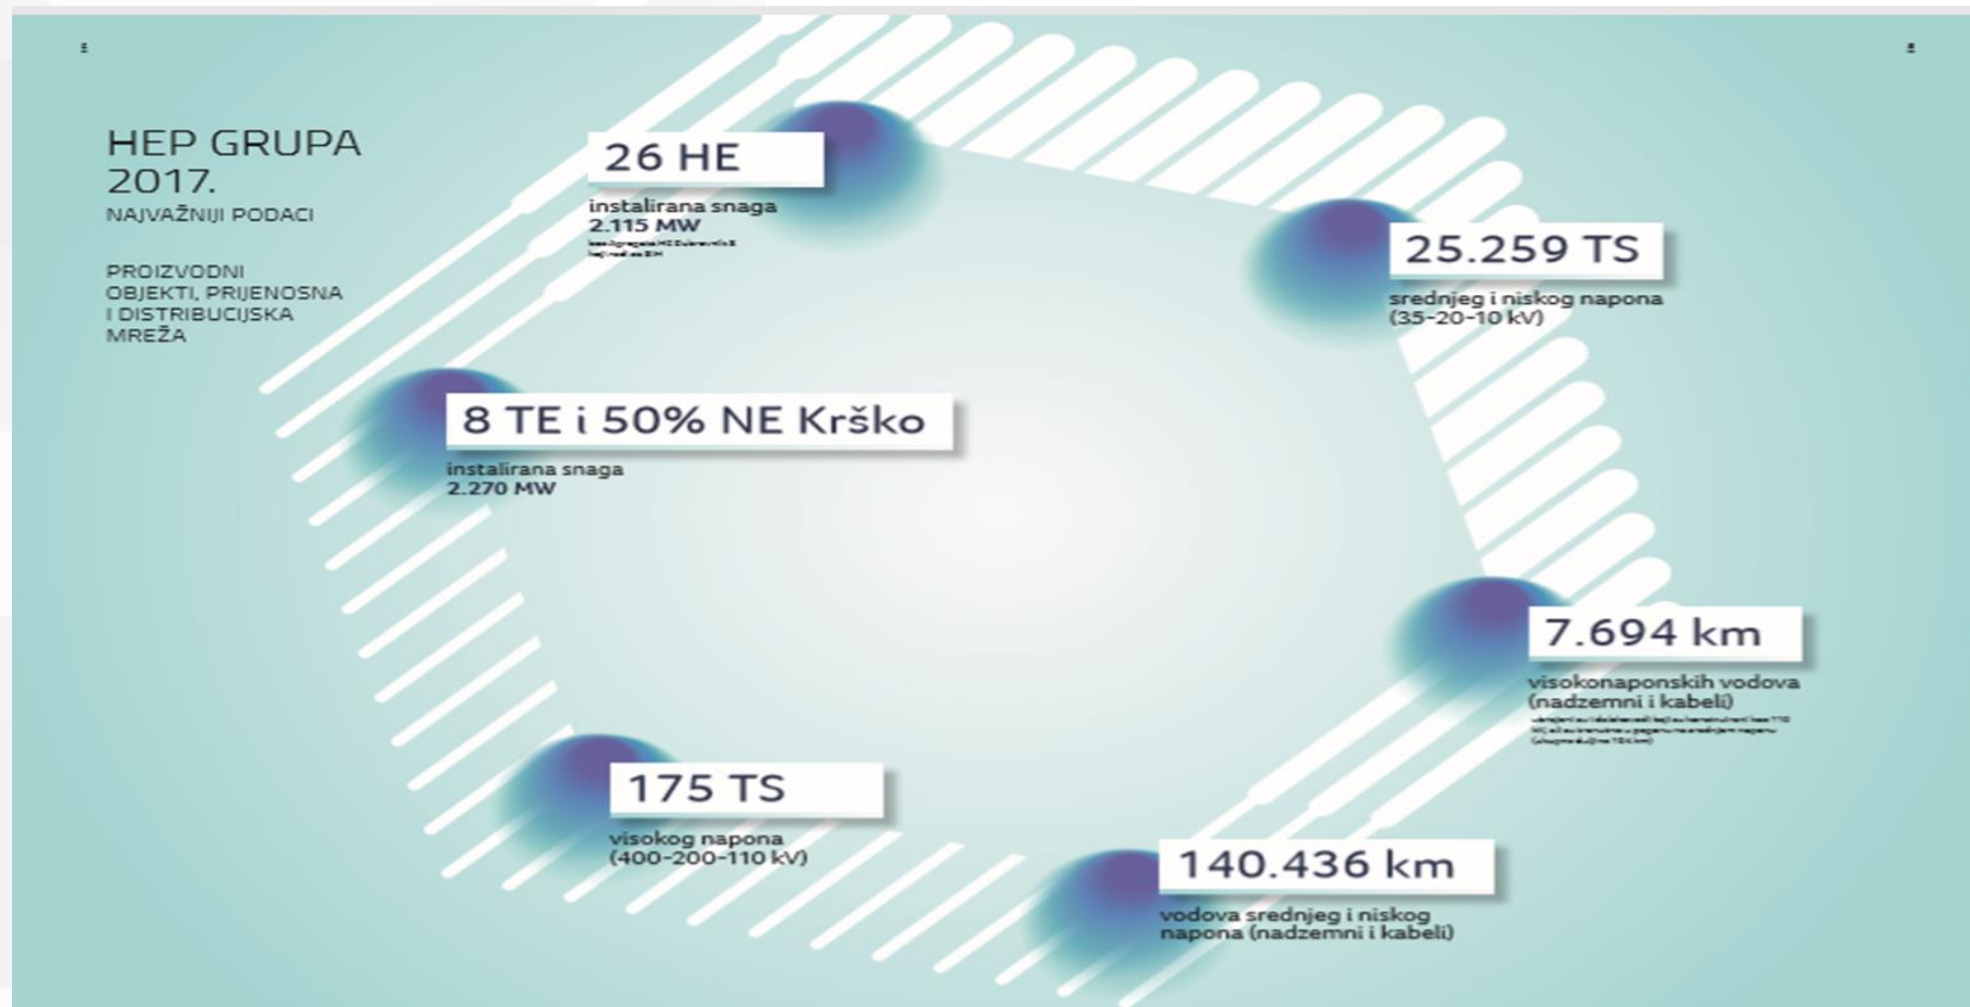 HEP GRUPA
2017.
NAJVAŽNIJI PODACI
PROIZVODNI
OBJEKTI, PRIJENOSNA
I DISTRIBUCIJSKA
MREŽA
26 HE
instalirana snaga
2.115 MW
25.259 TS
srednjeg i niskog napona
(35-20-10 kV)
8 TE i 50% NE Krško
instalirana snaga
2.270 MW
7.694 km
visokonaponskih vodova
(nadzemni i kabeli)
175 TS
visokog napona
(400-200-110 kV)
140.436 km
vodova srednjeg i niskog
napona (nadzemni i kabeli)